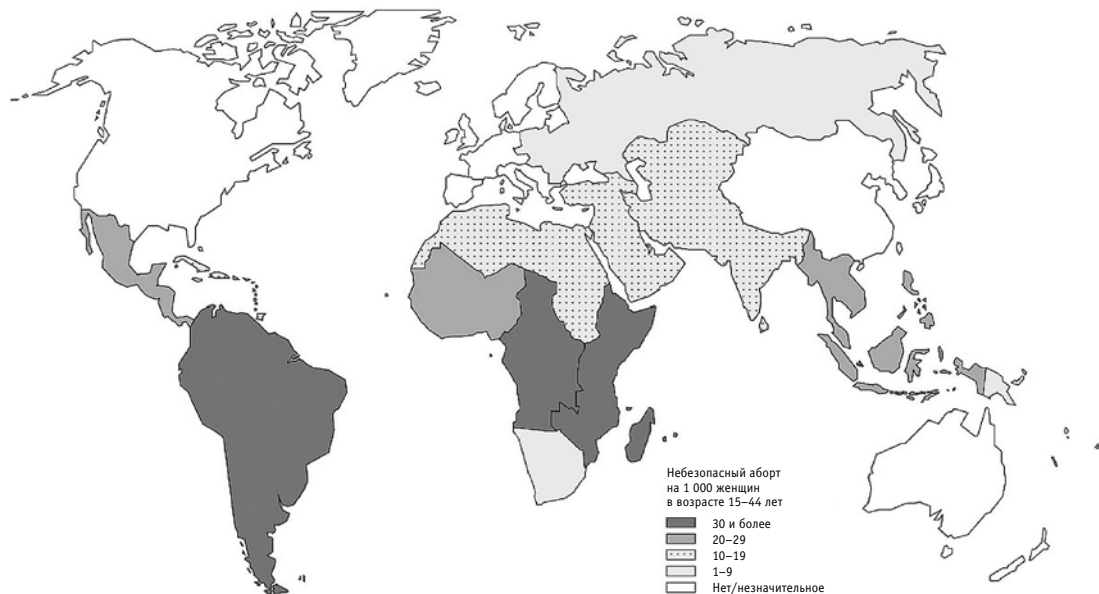 Небезопасный аборт
на 1 000 женщин
в возрасте 15–44 лет
30 и более
20–29
10–19
1–9
Нет/незначительное